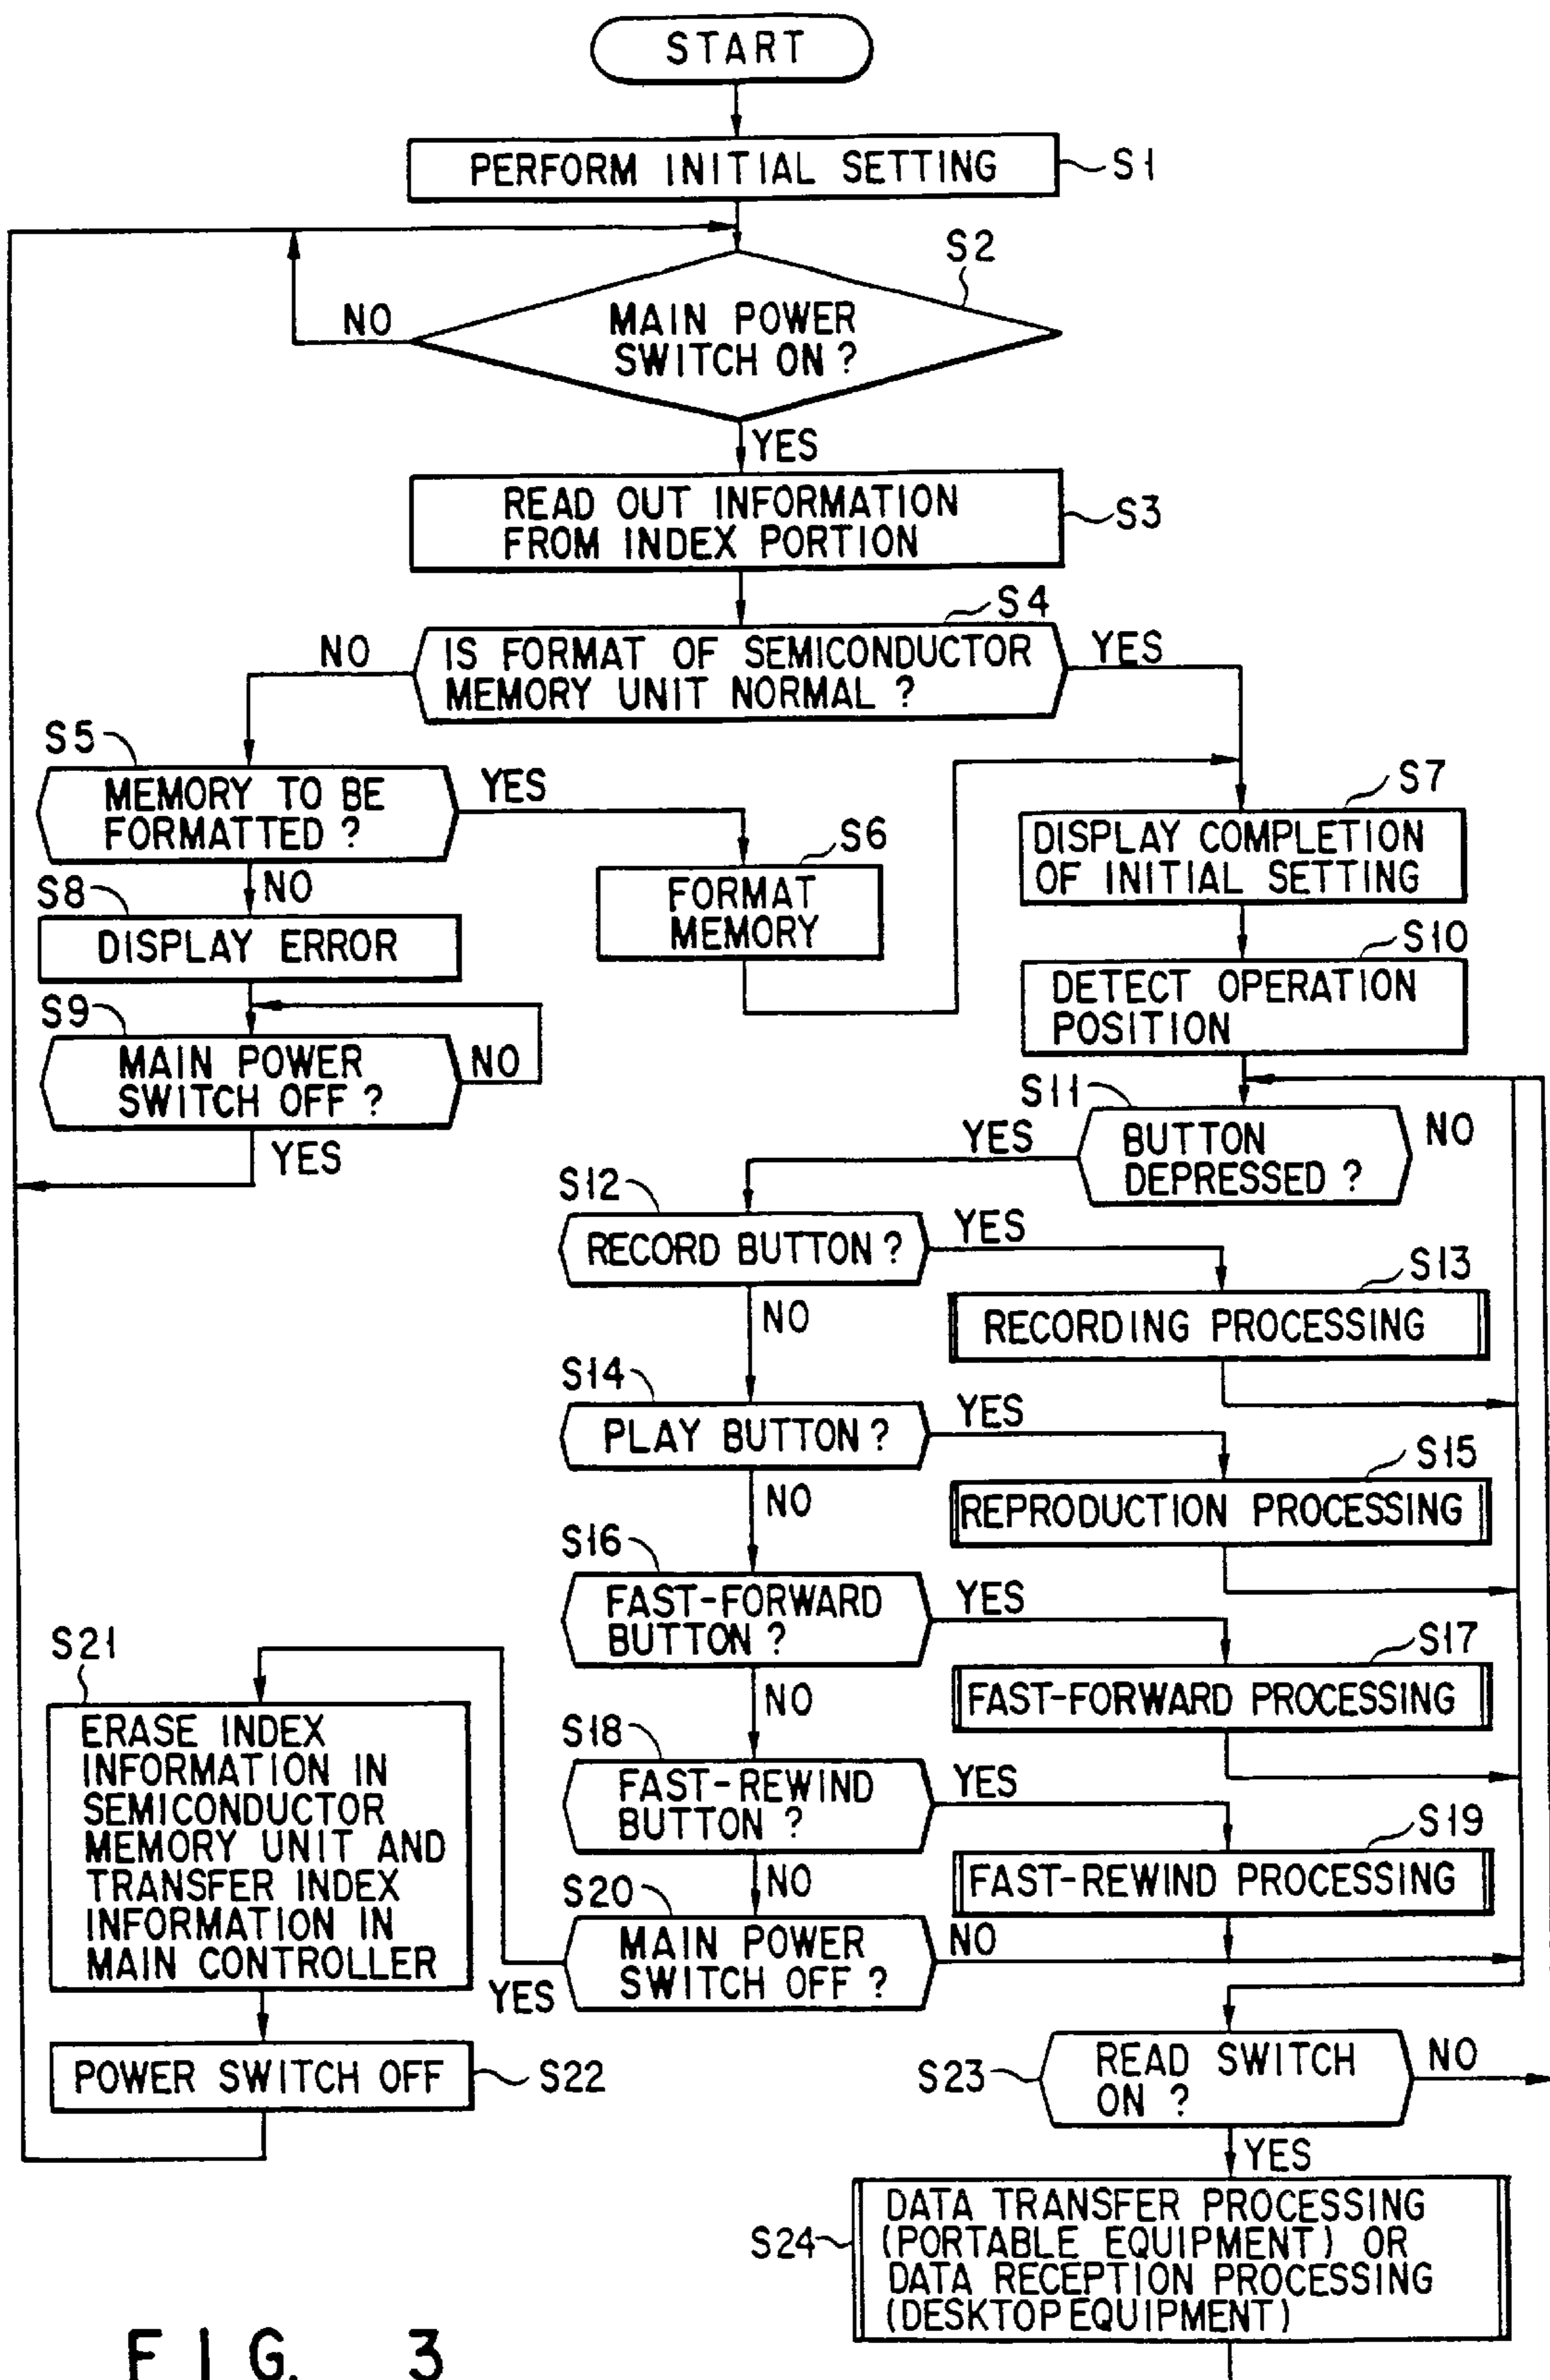 START
PERFORM INITIAL SETTING
S1
S2
MAIN POWER
SWITCH ON ?
NO
YES
READ OUT INFORMATION
FROM INDEX PORTION
S3
S4
IS FORMAT OF SEMICONDUCTOR
MEMORY UNIT NORMAL ?
NO
YES
S5
MEMORY TO BE
FORMATTED ?
YES
NO
S6
FORMAT
MEMORY
S7
DISPLAY COMPLETION
OF INITIAL SETTING
S8
DISPLAY ERROR
S9
MAIN POWER
SWITCH OFF ?
NO
YES
S10
DETECT OPERATION
POSITION
S11
BUTTON
DEPRESSED ?
YES
NO
S12
RECORD BUTTON ?
YES
NO
S13
RECORDING PROCESSING
S14
PLAY BUTTON ?
YES
NO
S15
REPRODUCTION PROCESSING
S16
FAST-FORWARD
BUTTON ?
YES
NO
S17
FAST-FORWARD PROCESSING
S18
FAST-REWIND
BUTTON ?
YES
NO
S19
FAST-REWIND PROCESSING
S20
MAIN POWER
SWITCH OFF ?
NO
YES
S21
ERASE INDEX
INFORMATION IN
SEMICONDUCTOR
MEMORY UNIT AND
TRANSFER INDEX
INFORMATION IN
MAIN CONTROLLER
POWER SWITCH OFF
S22
S23
READ SWITCH
ON ?
NO
YES
S24
DATA TRANSFER PROCESSING
(PORTABLE EQUIPMENT) OR
DATA RECEPTION PROCESSING
(DESKTOP EQUIPMENT)
FIG. 3